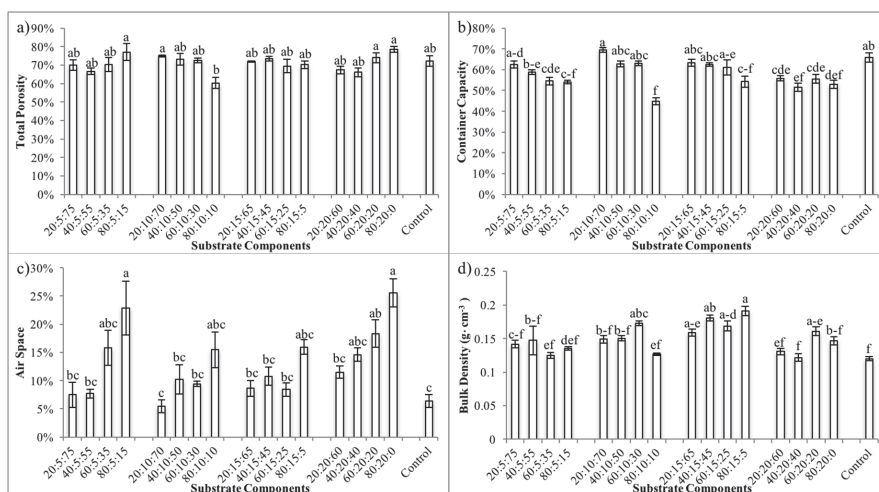 a)
90%
80%
70%
60%
50%
40%
30%
20%
10%
0%
Total Porosity
ab ab ab a a ab ab b ab ab ab ab ab ab a a ab
20:5:75 40:5:55 60:5:35 80:5:15 20:10:70 40:10:50 60:10:30 80:10:10 20:15:65 40:15:45 60:15:25 80:15:5 20:20:60 40:20:40 60:20:20 80:20:0 Control
Substrate Components
b)
80%
70%
60%
50%
40%
30%
20%
10%
0%
Container Capacity
a-d b-e cde c-f a abc abc f abc abc a-e c-f cde ef cde def ab
20:5:75 40:5:55 60:5:35 80:5:15 20:10:70 40:10:50 60:10:30 80:10:10 20:15:65 40:15:45 60:15:25 80:15:5 20:20:60 40:20:40 60:20:20 80:20:0 Control
Substrate Components
c)
30%
25%
20%
15%
10%
5%
0%
Air Space
bc bc abc a c bc bc abc bc bc bc abc bc abc ab a c
20:5:75 40:5:55 60:5:35 80:5:15 20:10:70 40:10:50 60:10:30 80:10:10 20:15:65 40:15:45 60:15:25 80:15:5 20:20:60 40:20:40 60:20:20 80:20:0 Control
Substrate Components
d)
0.25
0.2
0.15
0.1
0.05
0
Bulk Density (g· cm⁻³)
c-f b-f ef def b-f b-f abc ef a-e ab a-d a ef f a-e b-f f
20:5:75 40:5:55 60:5:35 80:5:15 20:10:70 40:10:50 60:10:30 80:10:10 20:15:65 40:15:45 60:15:25 80:15:5 20:20:60 40:20:40 60:20:20 80:20:0 Control
Substrate Components